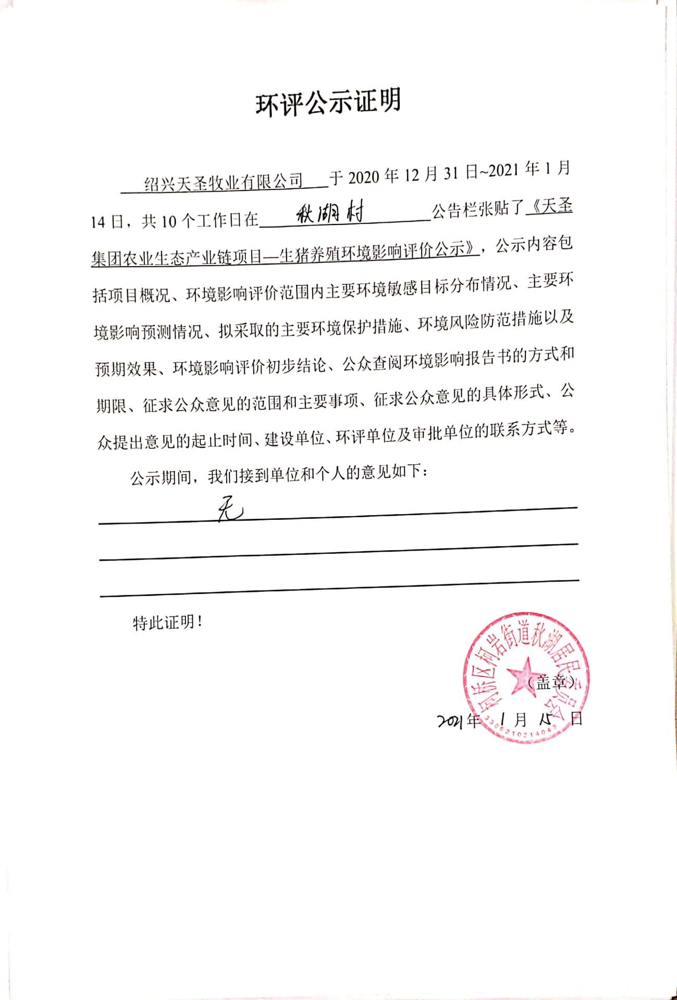 环评公示证明
绍兴天圣牧业有限公司 于 2020 年 12 月 31 日~2021 年 1 月
14 日，共 10 个工作日在 秋湖村 公告栏张贴了《天圣
集团农业生态产业链项目—生猪养殖环境影响评价公示》，公示内容包
括项目概况、环境影响评价范围内主要环境敏感目标分布情况、主要环
境影响预测情况、拟采取的主要环境保护措施、环境风险防范措施以及
预期效果、环境影响评价初步结论、公众查阅环境影响报告书的方式和
期限、征求公众意见的范围和主要事项、征求公众意见的具体形式、公
众提出意见的起止时间、建设单位、环评单位及审批单位的联系方式等。
公示期间，我们接到单位和个人的意见如下：
无
特此证明！
柯桥区柯岩街道秋湖居民委员会
（盖章）
2021 年 1 月 15 日
3306210214042